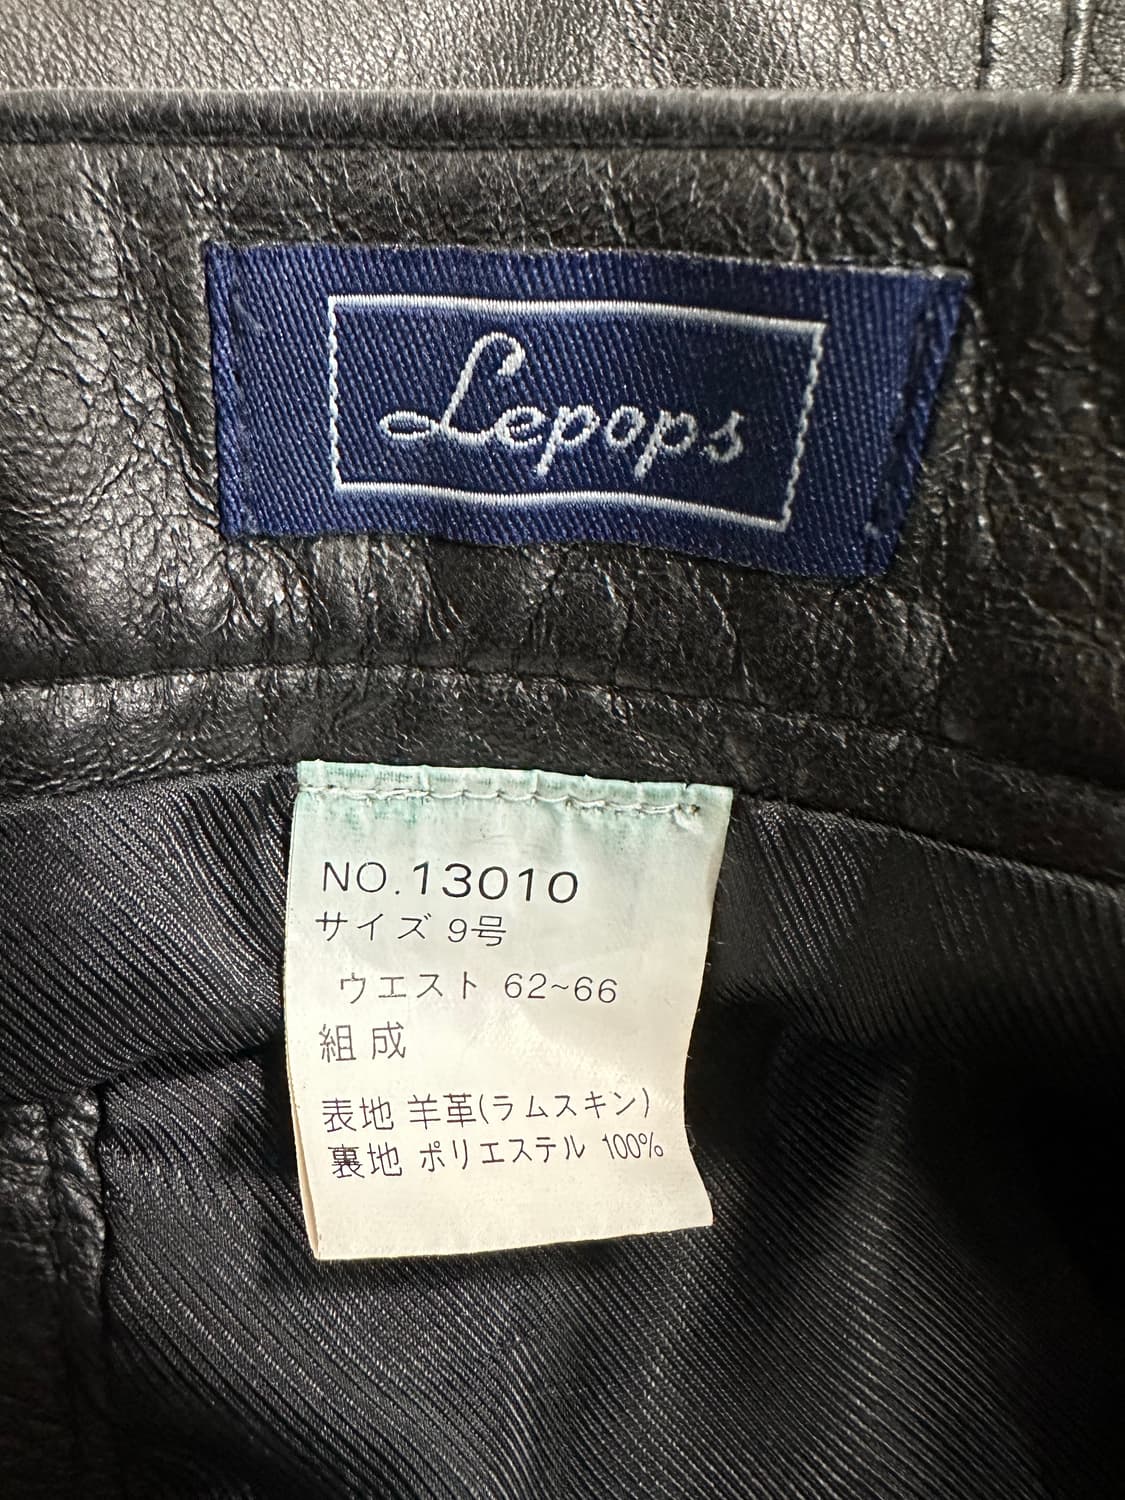 Lepops
NO.13010
サイズ 9号
ウエスト 62~66
組成
表地 羊革(ラムスキン)
裏地 ポリエステル 100%